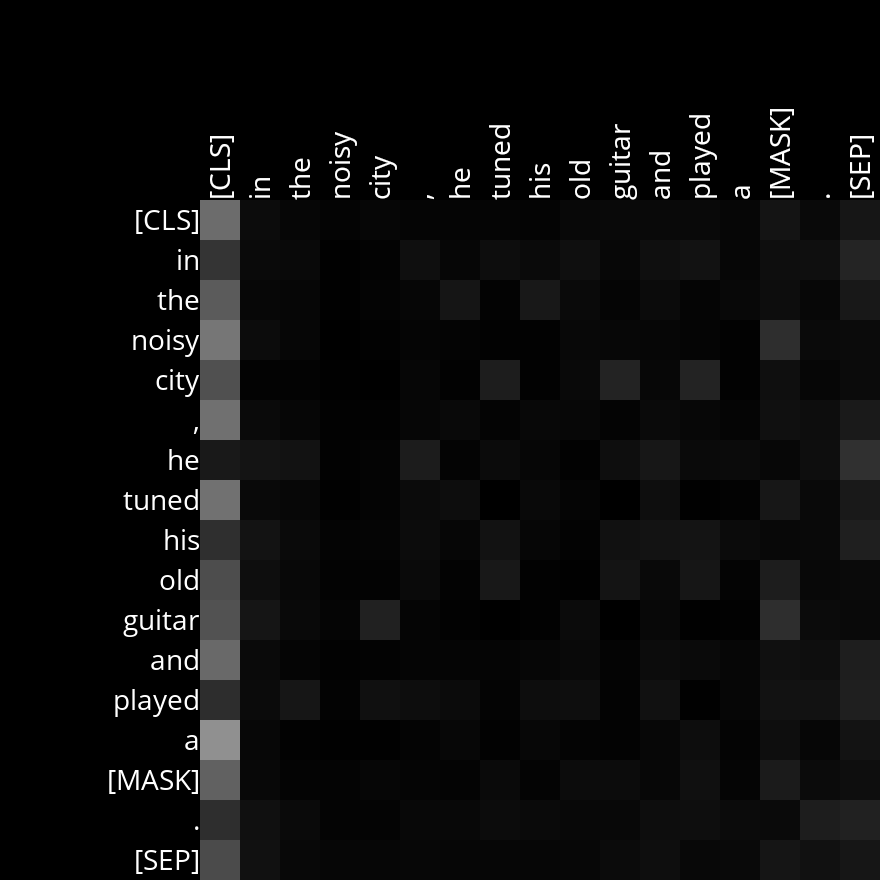 [CLS] in the noisy city , he tuned his old guitar and played a [MASK] . [SEP]
[CLS]
in
the
noisy
city
,
he
tuned
his
old
guitar
and
played
a
[MASK]
.
[SEP]